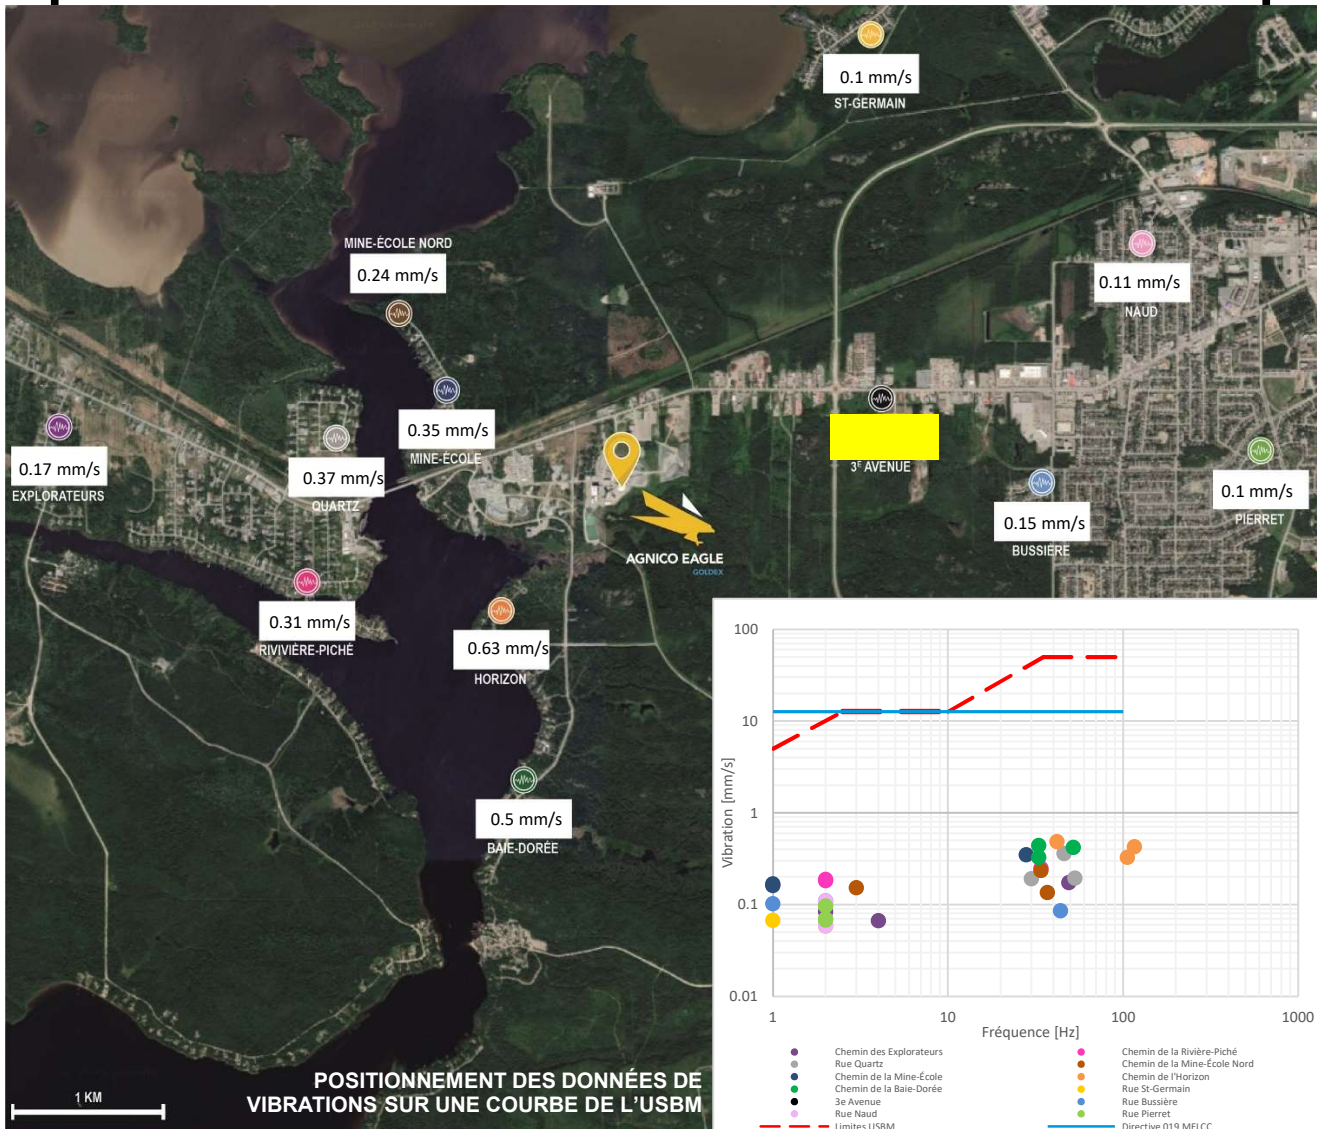 0.1 mm/s
ST-GERMAIN
MINE-ÉCOLE NORD
0.24 mm/s
0.11 mm/s
NAUD
0.35 mm/s
MINE-ÉCOLE
0.17 mm/s
EXPLORATEURS
0.37 mm/s
QUARTZ
3E AVENUE
0.1 mm/s
PIERRET
0.15 mm/s
BUSSIÈRE
AGNICO EAGLE
GOLDEX
0.31 mm/s
RIVIVIÈRE-PICHÉ
0.63 mm/s
HORIZON
0.5 mm/s
BAIE-DORÉE
1 KM
POSITIONNEMENT DES DONNÉES DE
VIBRATIONS SUR UNE COURBE DE L'USBM
Vibration [mm/s]
100
10
1
0.1
0.01
1 10 100 1000
Fréquence [Hz]
Chemin des Explorateurs
Rue Quartz
Chemin de la Mine-École
Chemin de la Baie-Dorée
3e Avenue
Rue Naud
Limites USBM
Chemin de la Rivière-Piché
Chemin de la Mine-École Nord
Chemin de l'Horizon
Rue St-Germain
Rue Bussière
Rue Pierret
Directive 019 MELCC